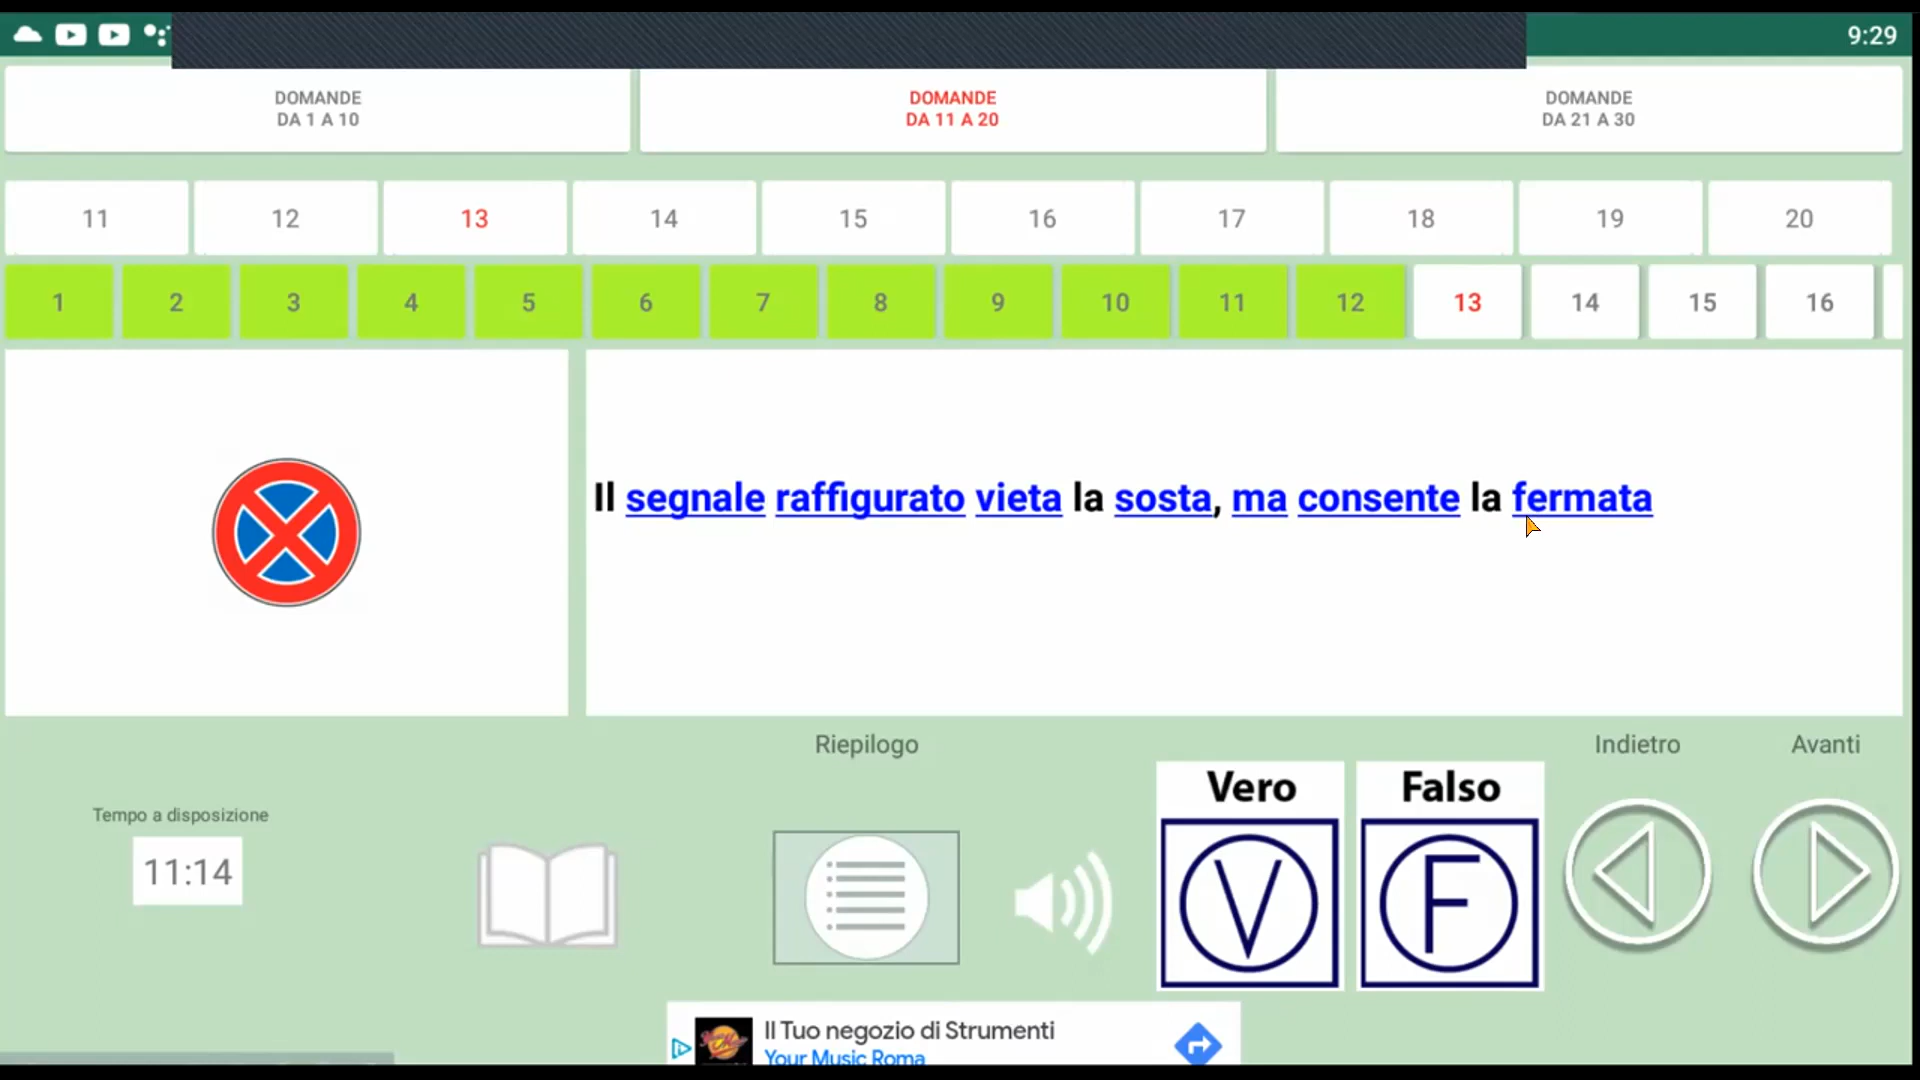 9:29
DOMANDE
DA 1 A 10
DOMANDE
DA 11 A 20
DOMANDE
DA 21 A 30
11 12 13 14 15 16 17 18 19 20
1 2 3 4 5 6 7 8 9 10 11 12 13 14 15 16
Il segnale raffigurato vieta la sosta, ma consente la fermata
Riepilogo
Indietro
Avanti
Vero
Falso
Tempo a disposizione
11:14
V
F
Il Tuo negozio di Strumenti
Your Music Roma